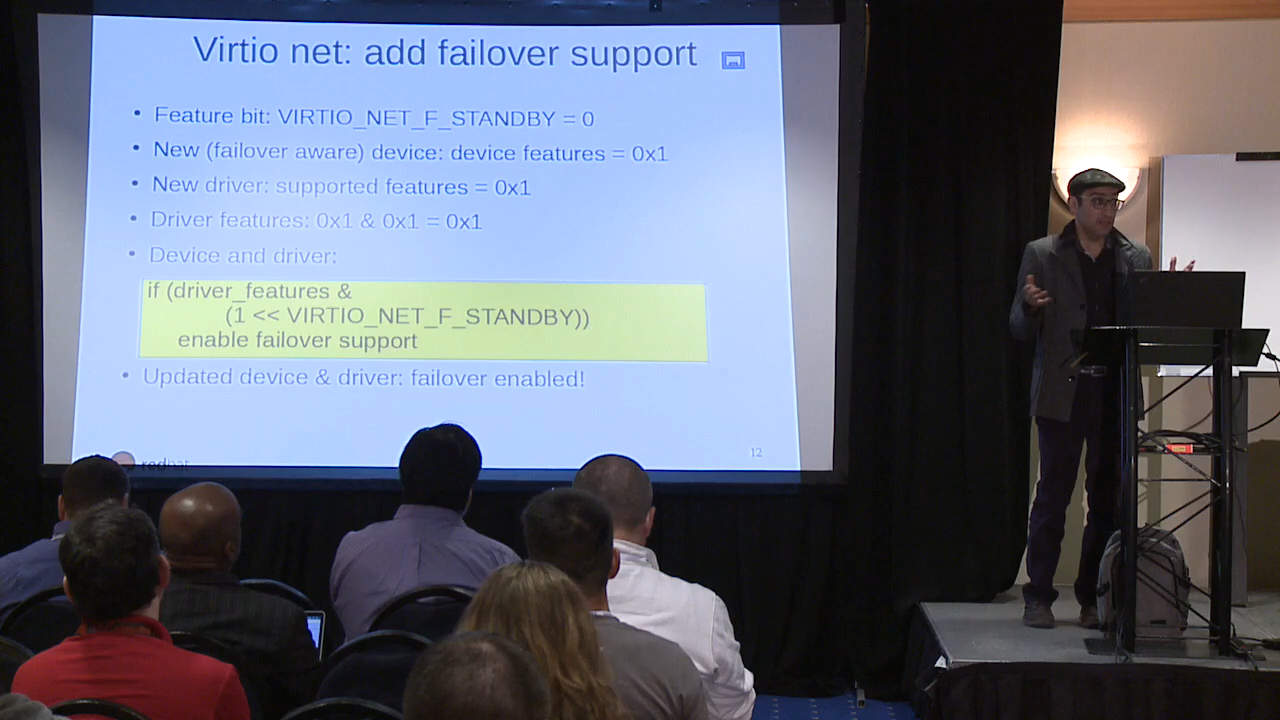 Virtio net: add failover support
• Feature bit: VIRTIO_NET_F_STANDBY = 0
• New (failover aware) device: device features = 0x1
• New driver: supported features = 0x1
• Driver features: 0x1 & 0x1 = 0x1
• Device and driver:
if (driver_features &
(1 << VIRTIO_NET_F_STANDBY))
enable failover support
• Updated device & driver: failover enabled!
redhat
12